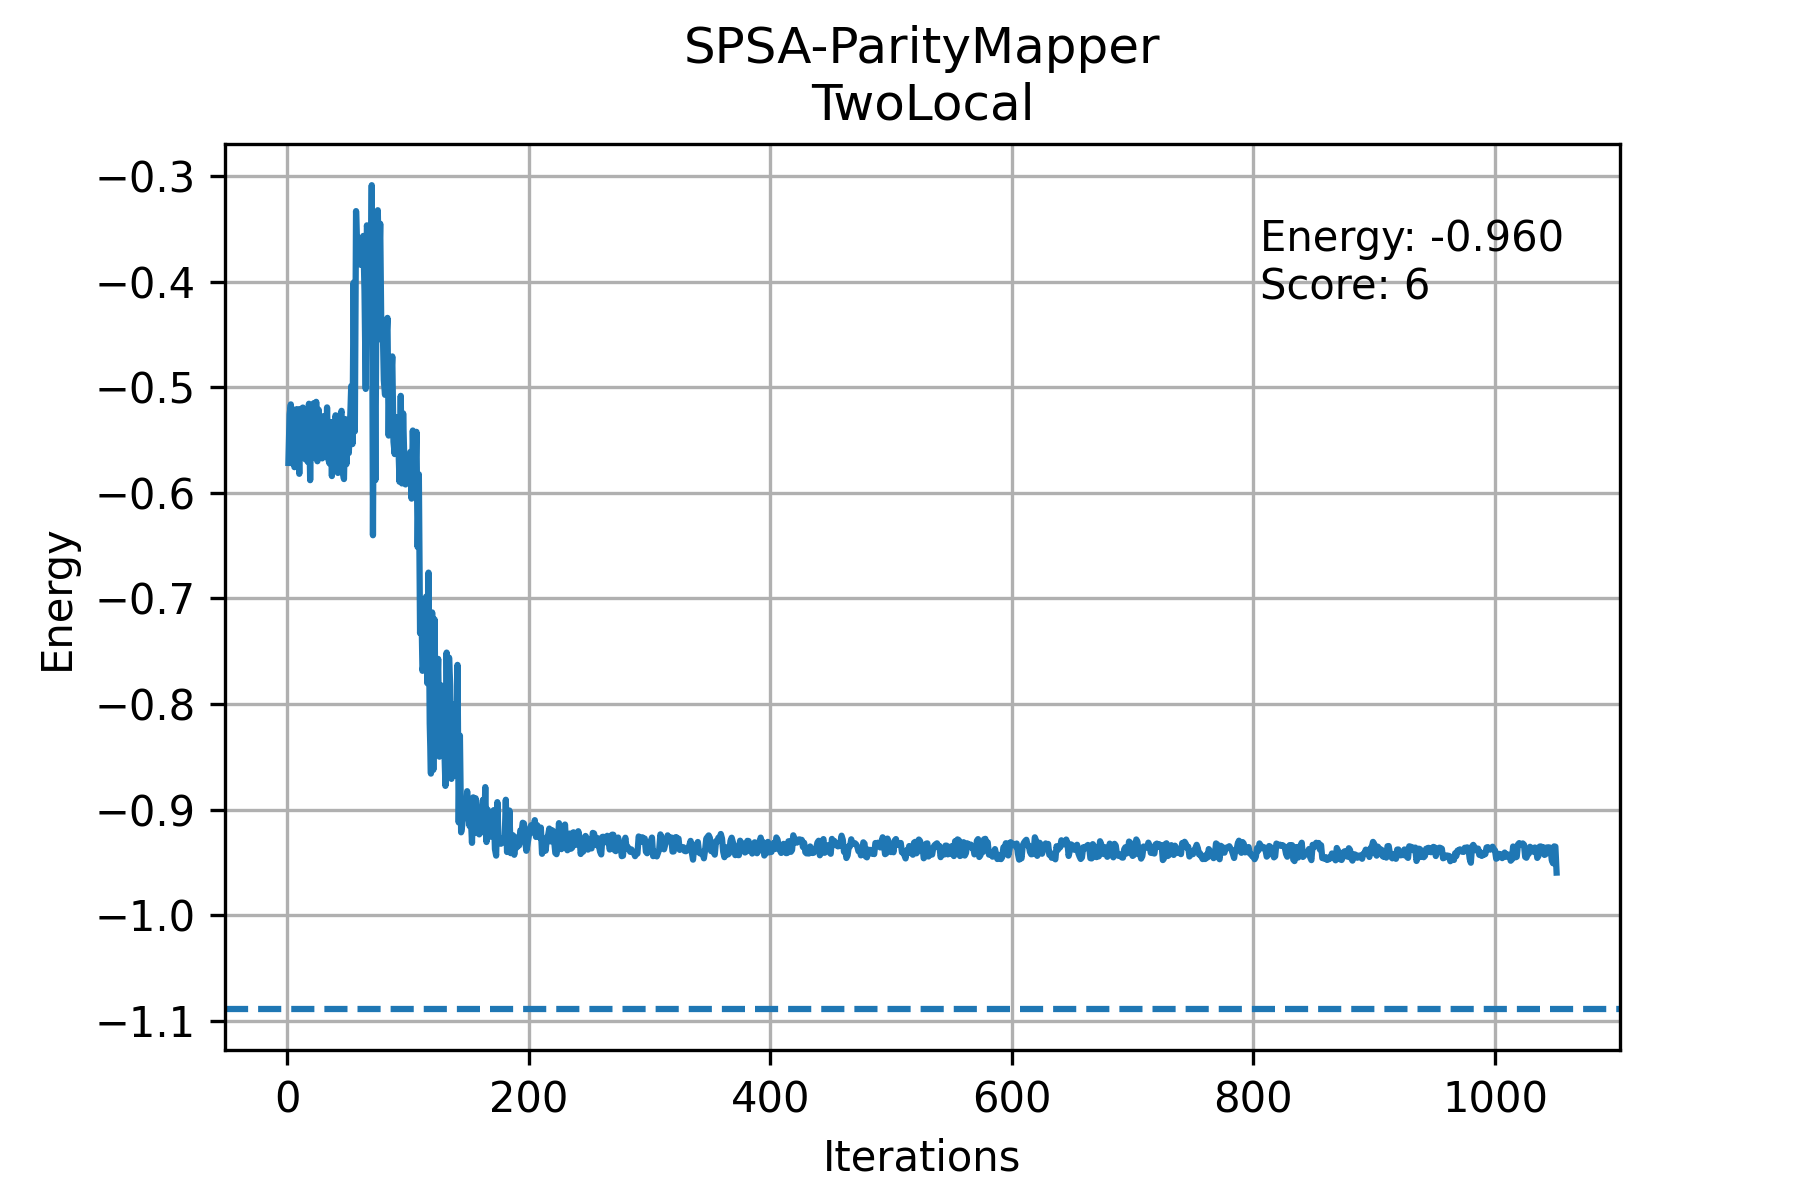 SPSA-ParityMapper
TwoLocal
Energy: -0.960
Score: 6
−0.3
−0.4
−0.5
−0.6
−0.7
−0.8
−0.9
−1.0
−1.1
Energy
0 200 400 600 800 1000
Iterations